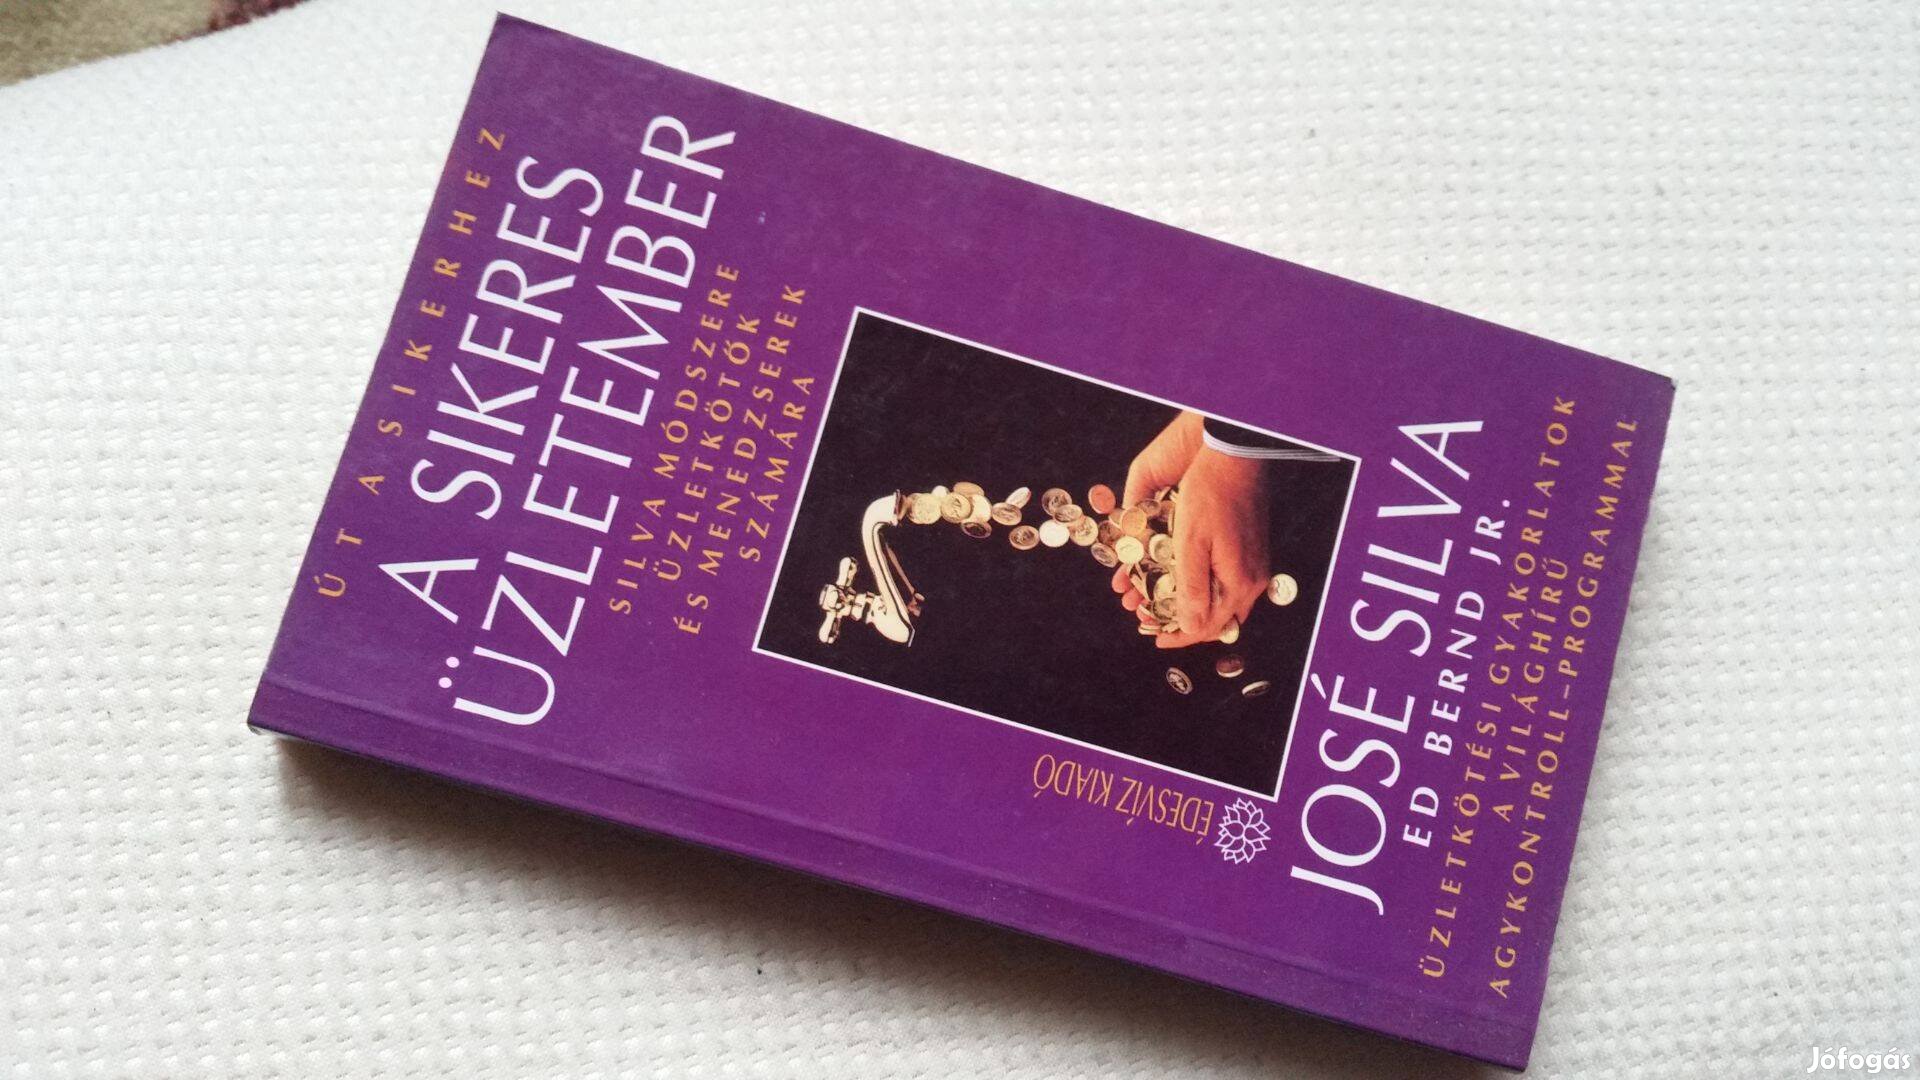 ÚT A SIKERHEZ
A SIKERES
ÜZLETEMBER
SILVA MÓDSZERE
ÜZLETKÖTŐK
ÉS MENEDZSEREK
SZÁMÁRA
ÉDESVÍZ KIADÓ
JOSÉ SILVA
ED BERND JR.
ÜZLETKÖTÉSI GYAKORLATOK
A VILÁGHÍRŰ
AGYKONTROLL-PROGRAMMAL
Jófogás